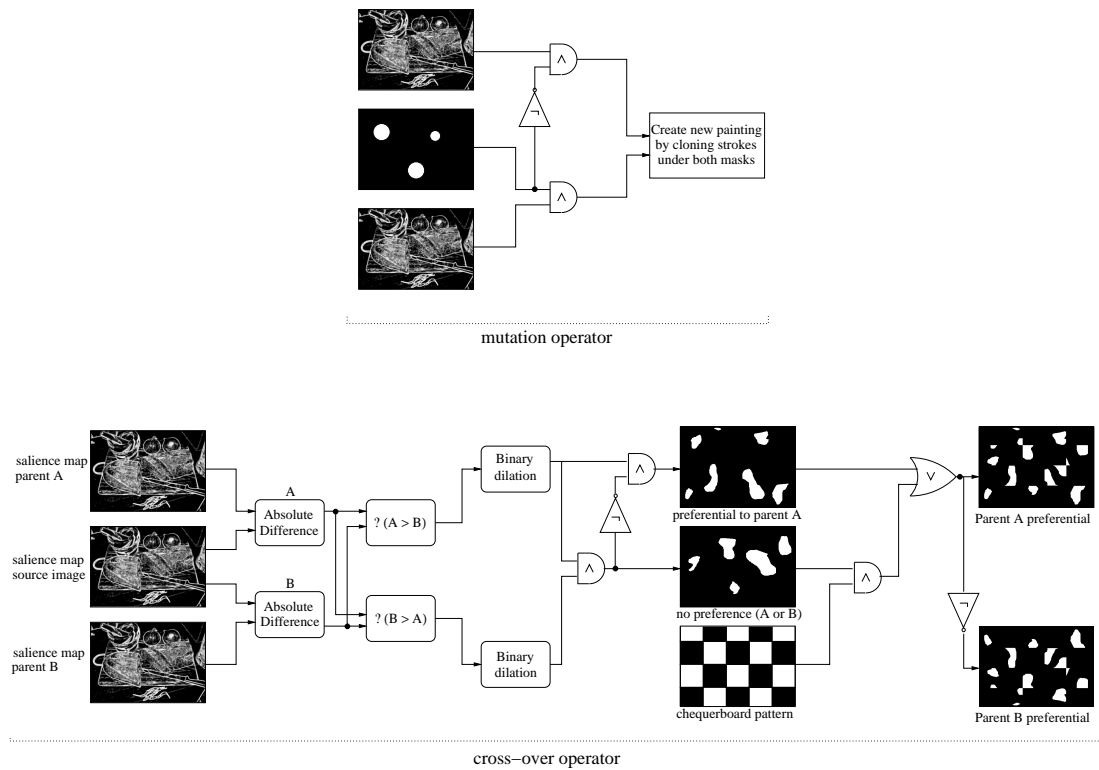 ∧
¬
Create new painting
by cloning strokes
under both masks
∧
mutation operator
salience map
parent A
A
Absolute
Difference
? (A > B)
Binary
dilation
∧
preferential to parent A
∨
Parent A preferential
salience map
source image
¬
∧
no preference (A or B)
∧
B
Absolute
Difference
? (B > A)
¬
salience map
parent B
Binary
dilation
chequerboard pattern
Parent B preferential
cross−over operator